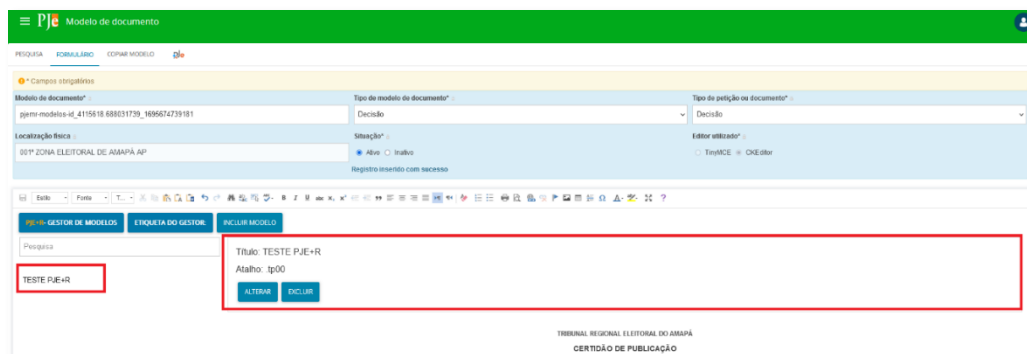 PJe Modelo de documento
PESQUISA FORMULÁRIO COPIAR MODELO pje
* Campos obrigatórios
Modelo de documento* Tipo de modelo de documento* Tipo de petição ou documento*
pjemr-modelos-id_4115618.688031739_1695674739181 Decisão Decisão
Localização física Situação* Editor utilizado*
001ª ZONA ELEITORAL DE AMAPÁ AP Ativo Inativo TinyMCE CKEditor
Registro inserido com sucesso
Estilo Fonte T...
PJE+R- GESTOR DE MODELOS ETIQUETA DO GESTOR: INCLUIR MODELO
Pesquisa
TESTE PJE+R
Título: TESTE PJE+R
Atalho: .tp00
ALTERAR EXCLUIR
TRIBUNAL REGIONAL ELEITORAL DO AMAPÁ
CERTIDÃO DE PUBLICAÇÃO